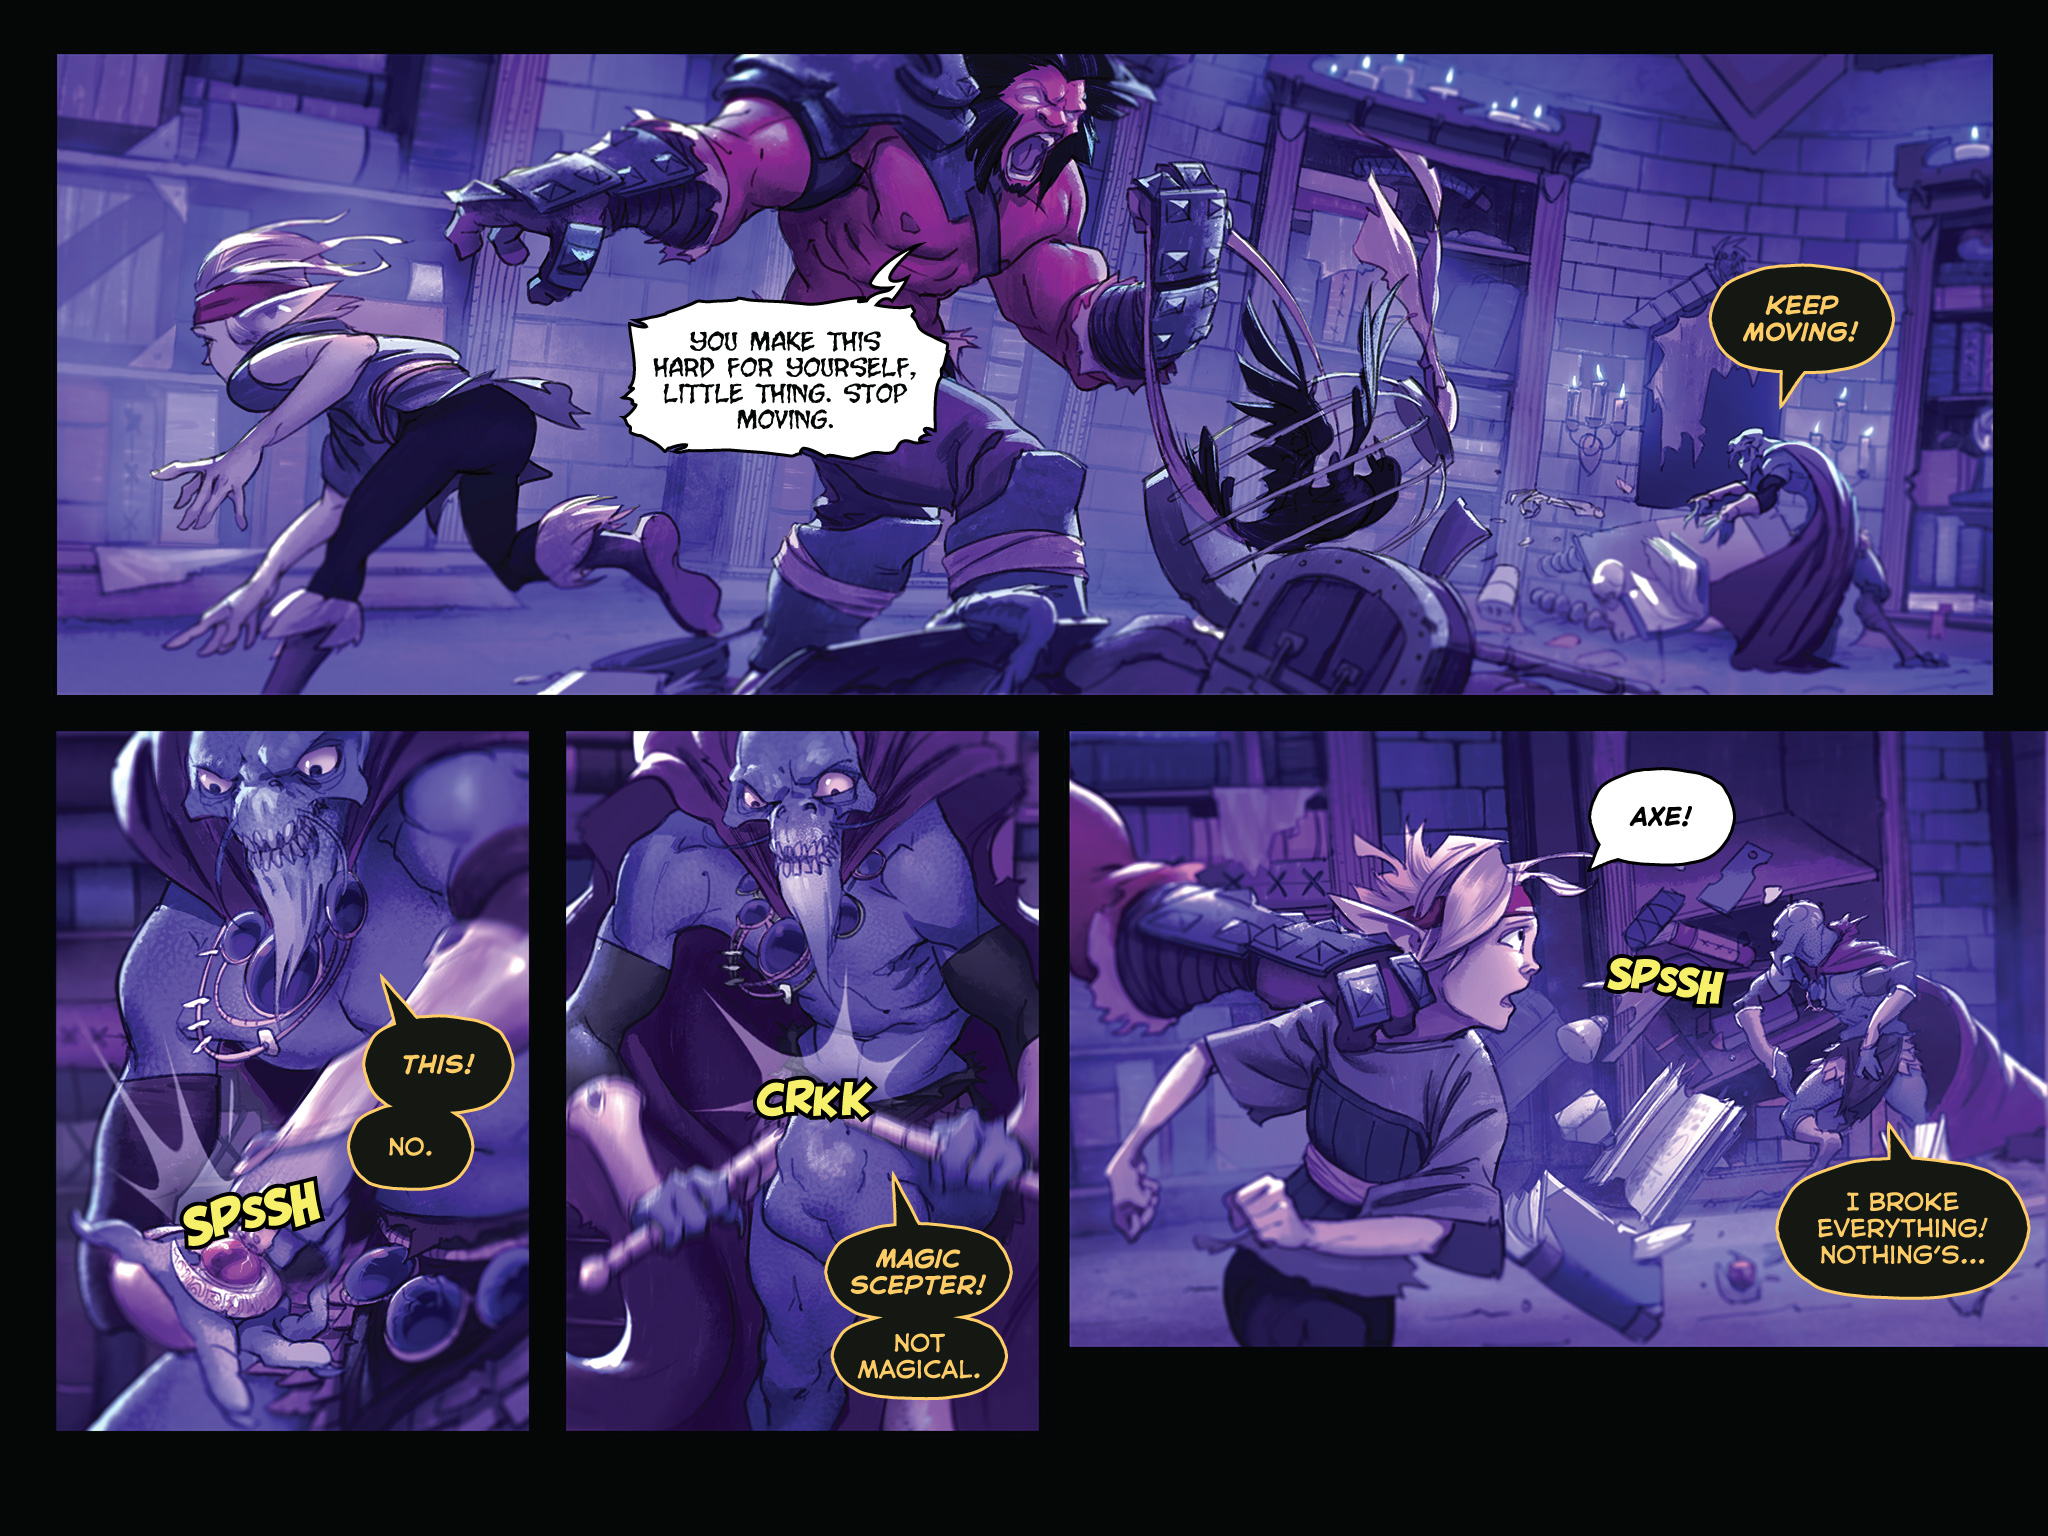 YOU MAKE THIS
HARD FOR YOURSELF,
LITTLE THING. STOP
MOVING.
KEEP
MOVING!
THIS!
NO.
SPSSH
CRKK
MAGIC
SCEPTER!
NOT
MAGICAL.
AXE!
SPSSH
I BROKE
EVERYTHING!
NOTHING'S...